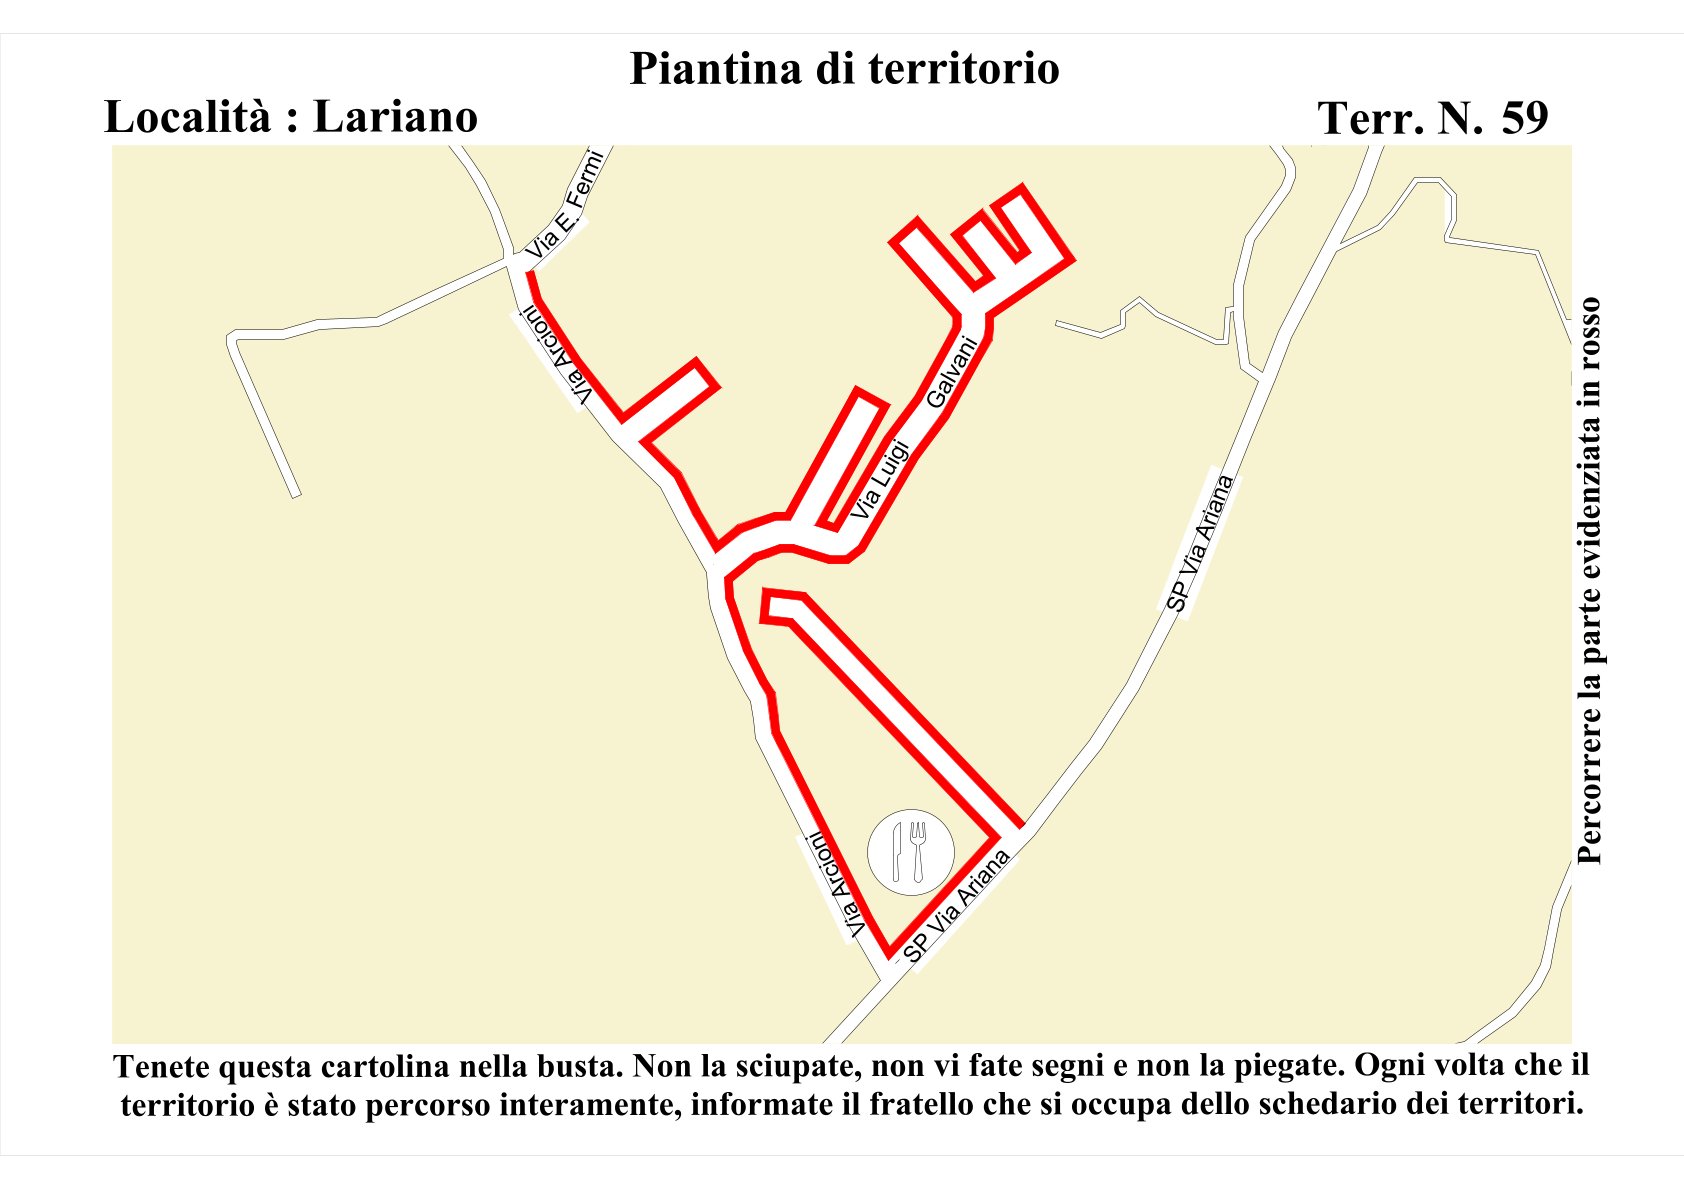 Piantina di territorio
Località : Lariano
Terr. N. 59
Via E. Fermi
Via Arcioni
Galvani
Via Luigi
SP Via Ariana
Via Arcioni
SP Via Ariana
Percorrere la parte evidenziata in rosso
Tenete questa cartolina nella busta. Non la sciupate, non vi fate segni e non la piegate. Ogni volta che il
territorio è stato percorso interamente, informate il fratello che si occupa dello schedario dei territori.